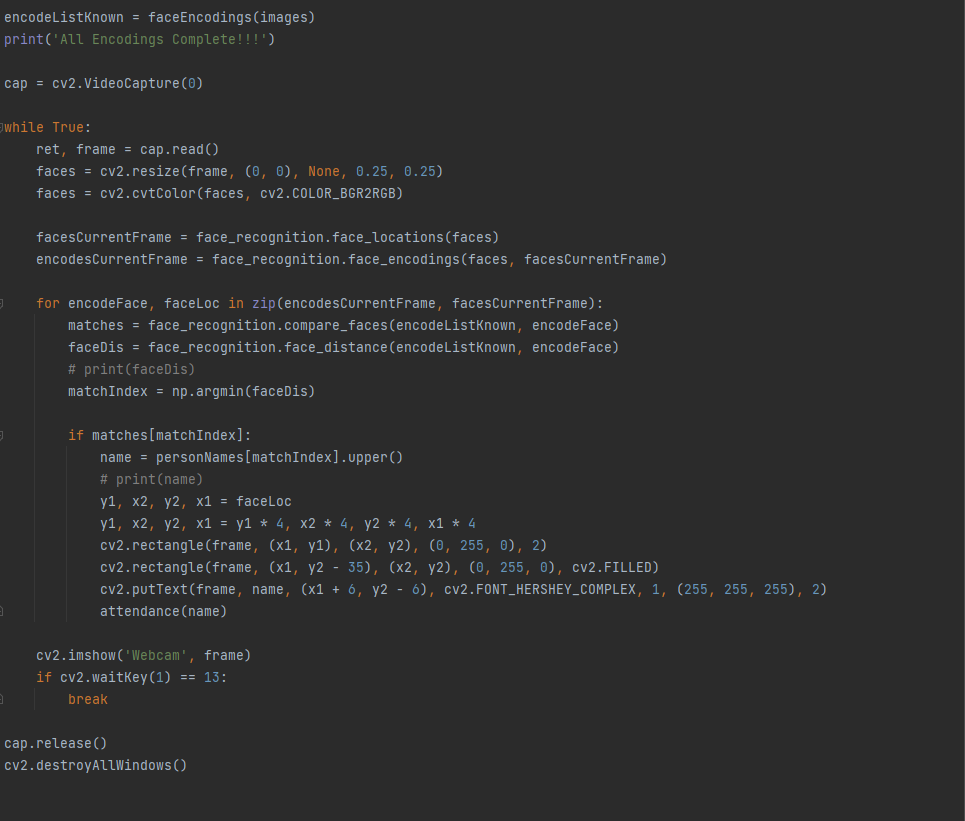 encodeListKnown = faceEncodings(images)
print('All Encodings Complete!!!')

cap = cv2.VideoCapture(0)

while True:
    ret, frame = cap.read()
    faces = cv2.resize(frame, (0, 0), None, 0.25, 0.25)
    faces = cv2.cvtColor(faces, cv2.COLOR_BGR2RGB)

    facesCurrentFrame = face_recognition.face_locations(faces)
    encodesCurrentFrame = face_recognition.face_encodings(faces, facesCurrentFrame)

    for encodeFace, faceLoc in zip(encodesCurrentFrame, facesCurrentFrame):
        matches = face_recognition.compare_faces(encodeListKnown, encodeFace)
        faceDis = face_recognition.face_distance(encodeListKnown, encodeFace)
        # print(faceDis)
        matchIndex = np.argmin(faceDis)

        if matches[matchIndex]:
            name = personNames[matchIndex].upper()
            # print(name)
            y1, x2, y2, x1 = faceLoc
            y1, x2, y2, x1 = y1 * 4, x2 * 4, y2 * 4, x1 * 4
            cv2.rectangle(frame, (x1, y1), (x2, y2), (0, 255, 0), 2)
            cv2.rectangle(frame, (x1, y2 - 35), (x2, y2), (0, 255, 0), cv2.FILLED)
            cv2.putText(frame, name, (x1 + 6, y2 - 6), cv2.FONT_HERSHEY_COMPLEX, 1, (255, 255, 255), 2)
            attendance(name)

    cv2.imshow('Webcam', frame)
    if cv2.waitKey(1) == 13:
        break

cap.release()
cv2.destroyAllWindows()